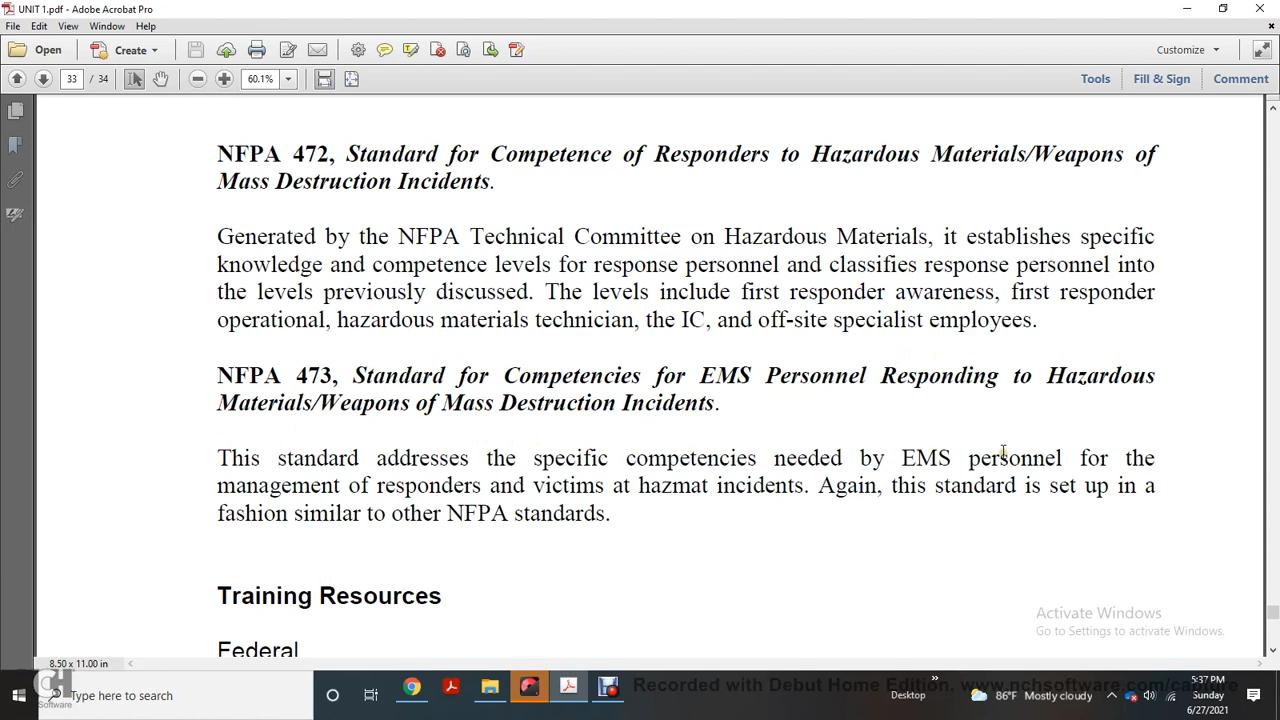 UNIT 1.pdf - Adobe Acrobat Pro
File Edit View Window Help
Open Create Customize
33 / 34 60.1% Tools Fill & Sign Comment
NFPA 472, Standard for Competence of Responders to Hazardous Materials/Weapons of
Mass Destruction Incidents.
Generated by the NFPA Technical Committee on Hazardous Materials, it establishes specific
knowledge and competence levels for response personnel and classifies response personnel into
the levels previously discussed. The levels include first responder awareness, first responder
operational, hazardous materials technician, the IC, and off-site specialist employees.
NFPA 473, Standard for Competencies for EMS Personnel Responding to Hazardous
Materials/Weapons of Mass Destruction Incidents.
This standard addresses the specific competencies needed by EMS personnel for the
management of responders and victims at hazmat incidents. Again, this standard is set up in a
fashion similar to other NFPA standards.
Training Resources
Federal
Activate Windows
Go to Settings to activate Windows.
8.50 x 11.00 in
CH
Software
Type here to search
Recorded with Debut Home Edition. www.nchsoftware.com/capture
Desktop
86°F Mostly cloudy
5:37 PM
Sunday
6/27/2021